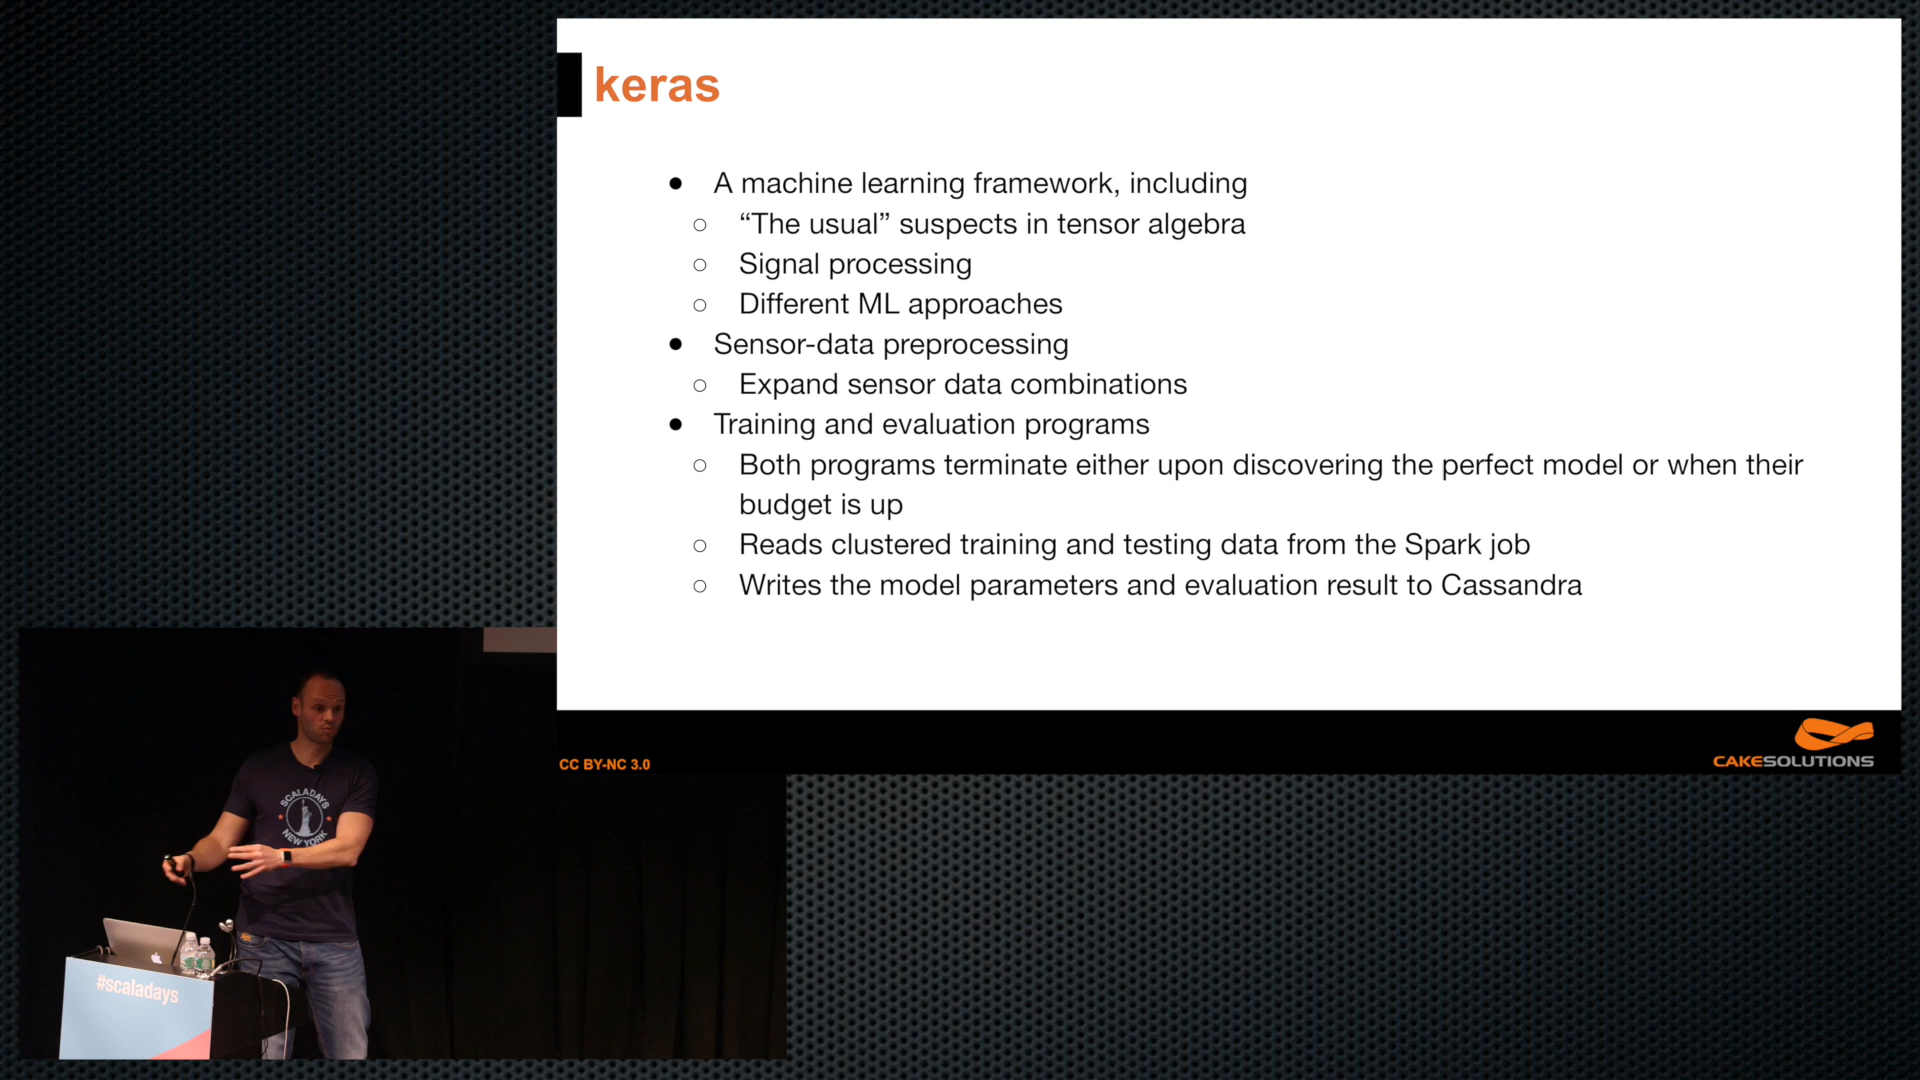 keras
● A machine learning framework, including
○ “The usual” suspects in tensor algebra
○ Signal processing
○ Different ML approaches
● Sensor-data preprocessing
○ Expand sensor data combinations
● Training and evaluation programs
○ Both programs terminate either upon discovering the perfect model or when their
budget is up
○ Reads clustered training and testing data from the Spark job
○ Writes the model parameters and evaluation result to Cassandra
CC BY-NC 3.0
CAKESOLUTIONS
SCALADAYS
NEW YORK
#scaladays